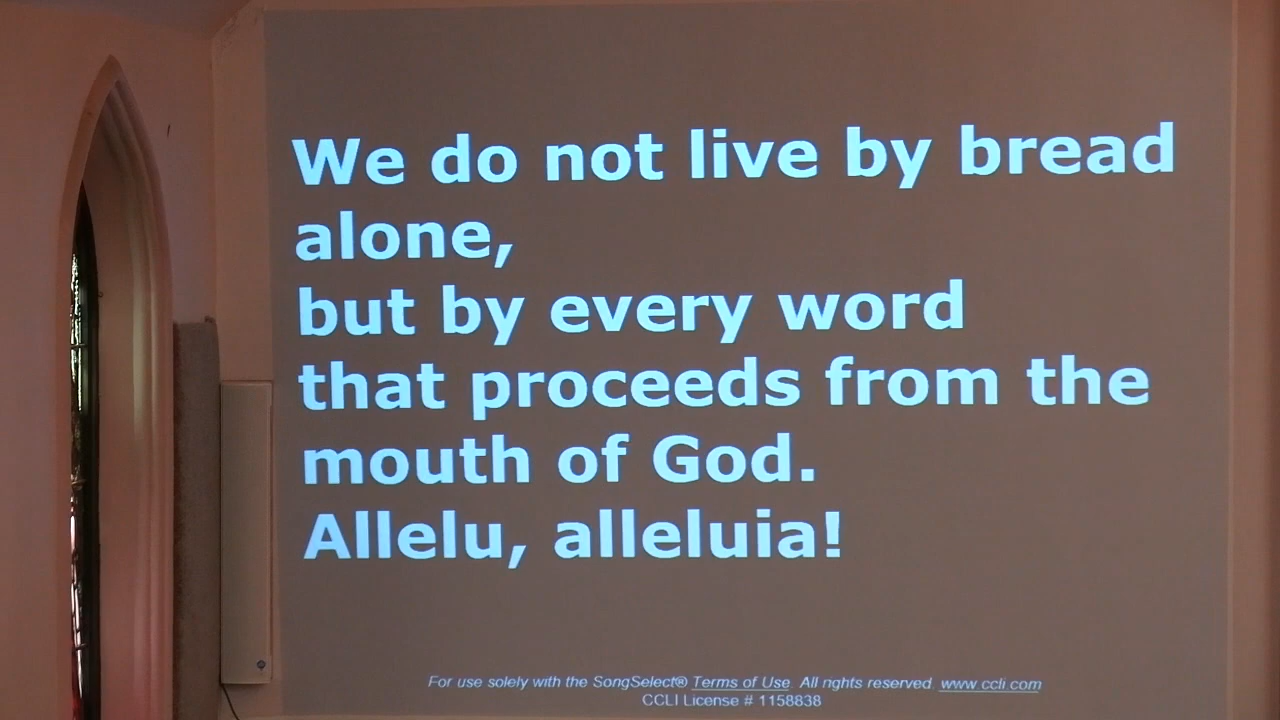 We do not live by bread
alone,
but by every word
that proceeds from the
mouth of God.
Allelu, alleluia!
For use solely with the SongSelect® Terms of Use. All rights reserved. www.ccli.com
CCLI License # 1158838